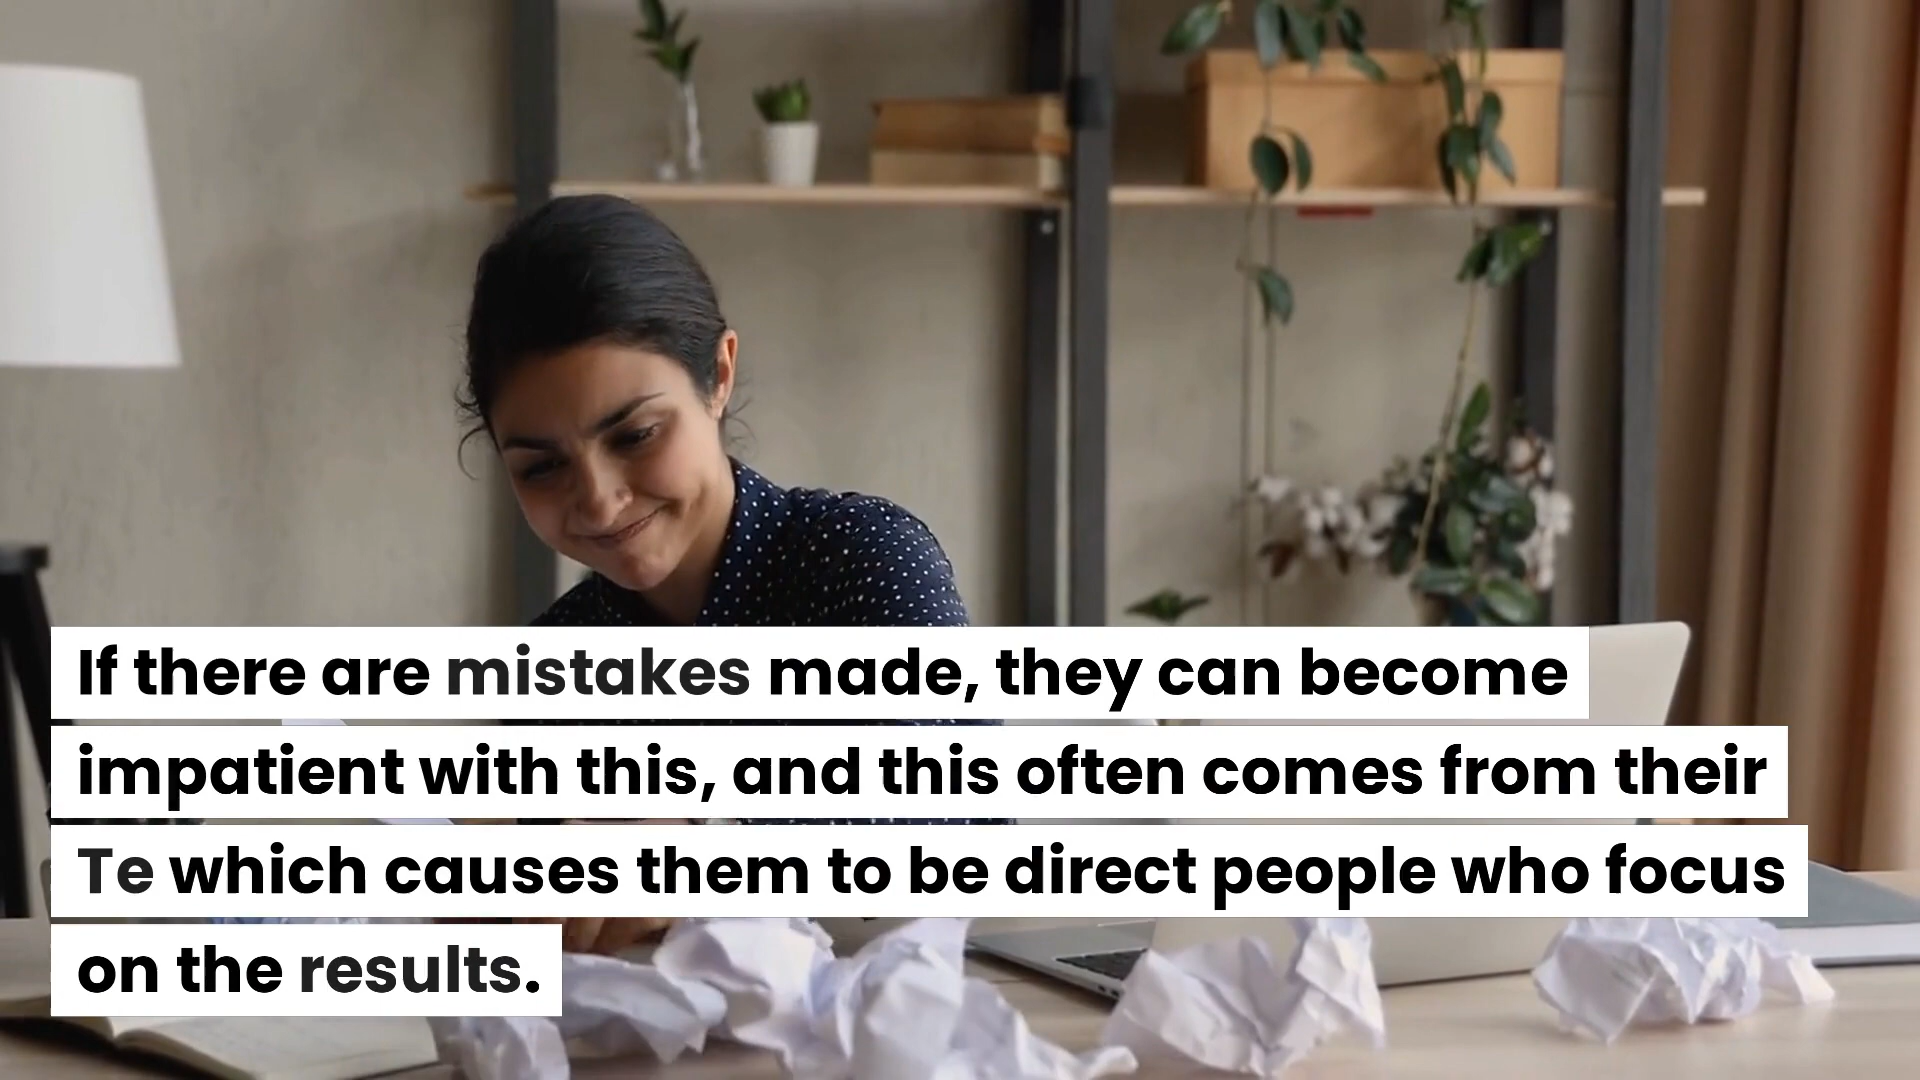 If there are mistakes made, they can become
impatient with this, and this often comes from their
Te which causes them to be direct people who focus
on the results.